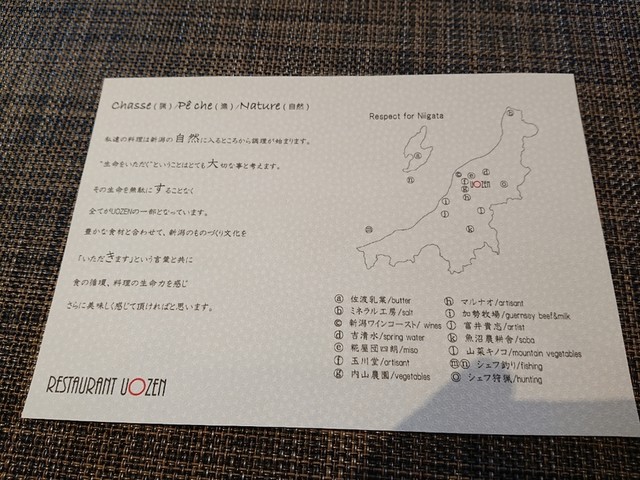 Chasse(猟)/Pêche(漁)/Nature(自然)
私達の料理は新潟の自然に入るところから調理が始まります。
"生命をいただく"ということはとても大切な事と考えます。
その生命を無駄にすることなく
全てがUOZENの一部となっています。
豊かな食材と合わせて、新潟のものづくり文化を
「いただきます」という言葉と共に
食の循環、料理の生命力を感じ
さらに美味しく感じて頂ければと思います。
RESTAURANT UOZEN
Respect for Niigata
UOZEN
ⓐ 佐渡乳業/butter
ⓑ ミネラル工房/salt
ⓒ 新潟ワインコースト/wines
ⓓ 吉清水/spring water
ⓔ 糀屋団四郎/miso
ⓕ 玉川堂/artisant
ⓖ 内山農園/vegetables
ⓗ マルナオ/artisant
ⓘ 加勢牧場/guernsey beef&milk
ⓙ 富井貴志/artist
ⓚ 魚沼農耕舎/soba
ⓛ 山菜キノコ/mountain vegetables
ⓜⓝ シェフ釣り/fishing
ⓞ シェフ狩猟/hunting